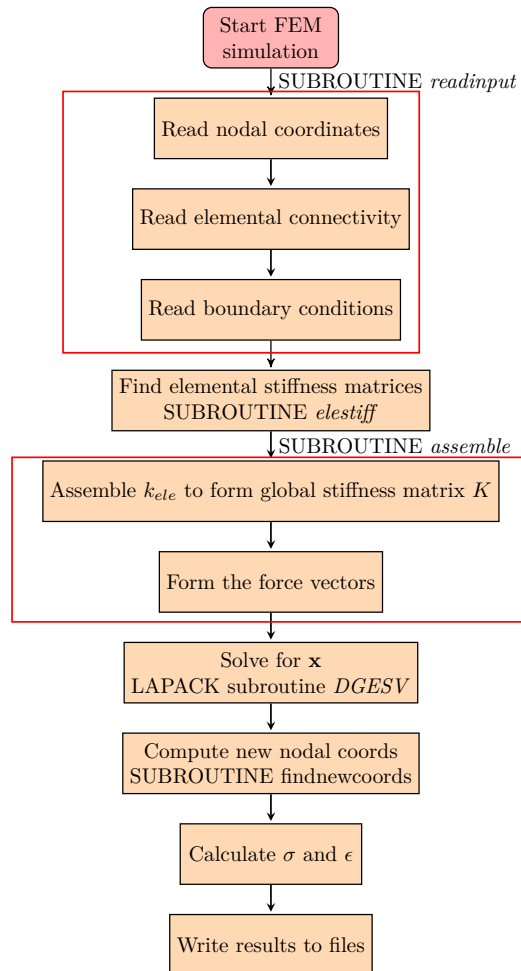 Start FEM
simulation
SUBROUTINE readinput
Read nodal coordinates
Read elemental connectivity
Read boundary conditions
Find elemental stiffness matrices
SUBROUTINE elestiff
SUBROUTINE assemble
Assemble k_ele to form global stiffness matrix K
Form the force vectors
Solve for x
LAPACK subroutine DGESV
Compute new nodal coords
SUBROUTINE findnewcoords
Calculate σ and ϵ
Write results to files